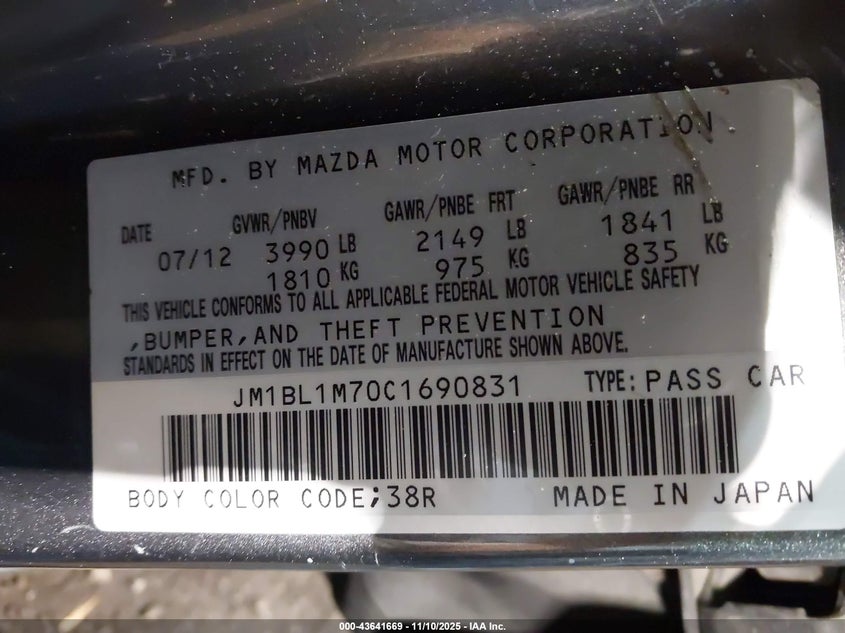 MFD. BY MAZDA MOTOR CORPORATION
DATE GVWR/PNBV GAWR/PNBE FRT GAWR/PNBE RR
07/12 3990 LB 2149 LB 1841 LB
1810 KG 975 KG 835 KG
THIS VEHICLE CONFORMS TO ALL APPLICABLE FEDERAL MOTOR VEHICLE SAFETY
,BUMPER,AND THEFT PREVENTION
STANDARDS IN EFFECT ON THE DATE OF MANUFACTURE SHOWN ABOVE.
JM1BL1M70C1690831 TYPE: PASS CAR
BODY COLOR CODE;38R MADE IN JAPAN
000-43641669 - 11/10/2025 - IAA Inc.